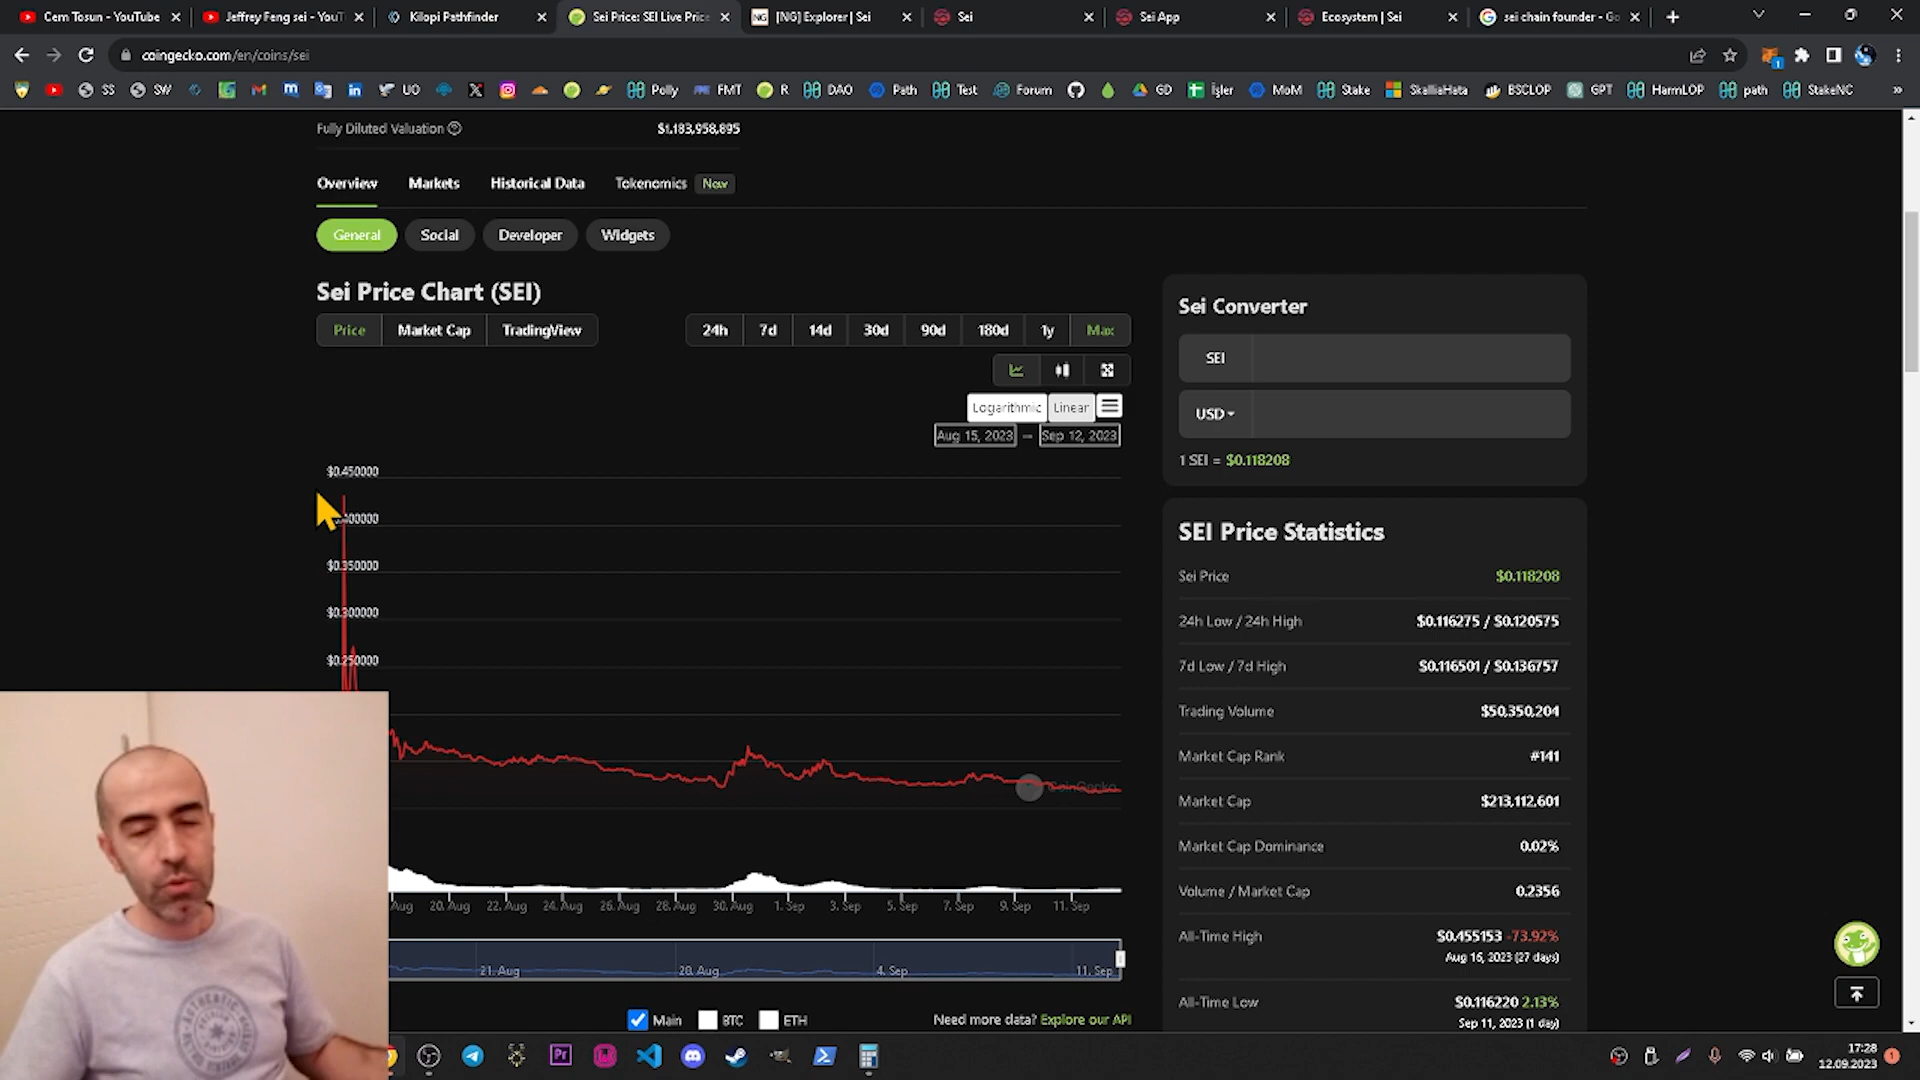 Cem Tosun - YouTube
Jeffrey Feng sei - YouT
Kilopi Pathfinder
Sei Price: SEI Live Price
[NG] Explorer | Sei
Sei
Sei App
Ecosystem | Sei
sei chain founder - Go
coingecko.com/en/coins/sei
SS
SW
UO
Polly
FMT
R
DAO
Path
Test
Forum
GD
İşler
MoM
Stake
SkalliaHata
BSCLOP
GPT
HarmLOP
path
StakeNC
»
Fully Diluted Valuation
$1,183,958,895
Overview
Markets
Historical Data
Tokenomics
New
General
Social
Developer
Widgets
Sei Price Chart (SEI)
Price
Market Cap
TradingView
24h
7d
14d
30d
90d
180d
1y
Max
Logarithmic
Linear
Aug 15, 2023 – Sep 12, 2023
$0.450000
$0.350000
$0.300000
$0.250000
CoinGecko
Aug
20. Aug
22. Aug
24. Aug
26. Aug
28. Aug
30. Aug
1. Sep
3. Sep
5. Sep
7. Sep
9. Sep
11. Sep
21. Aug
28. Aug
4. Sep
11. Sep
Main
BTC
ETH
Need more data? Explore our API
Sei Converter
SEI
USD
1 SEI = $0.118208
SEI Price Statistics
Sei Price
$0.118208
24h Low / 24h High
$0.116275 / $0.120575
7d Low / 7d High
$0.116501 / $0.136757
Trading Volume
$50,350,204
Market Cap Rank
#141
Market Cap
$213,112,601
Market Cap Dominance
0.02%
Volume / Market Cap
0.2356
All-Time High
$0.455153 -73.92%
Aug 16, 2023 (27 days)
All-Time Low
$0.116220 2.13%
Sep 11, 2023 (1 day)
17:28
12.09.2023